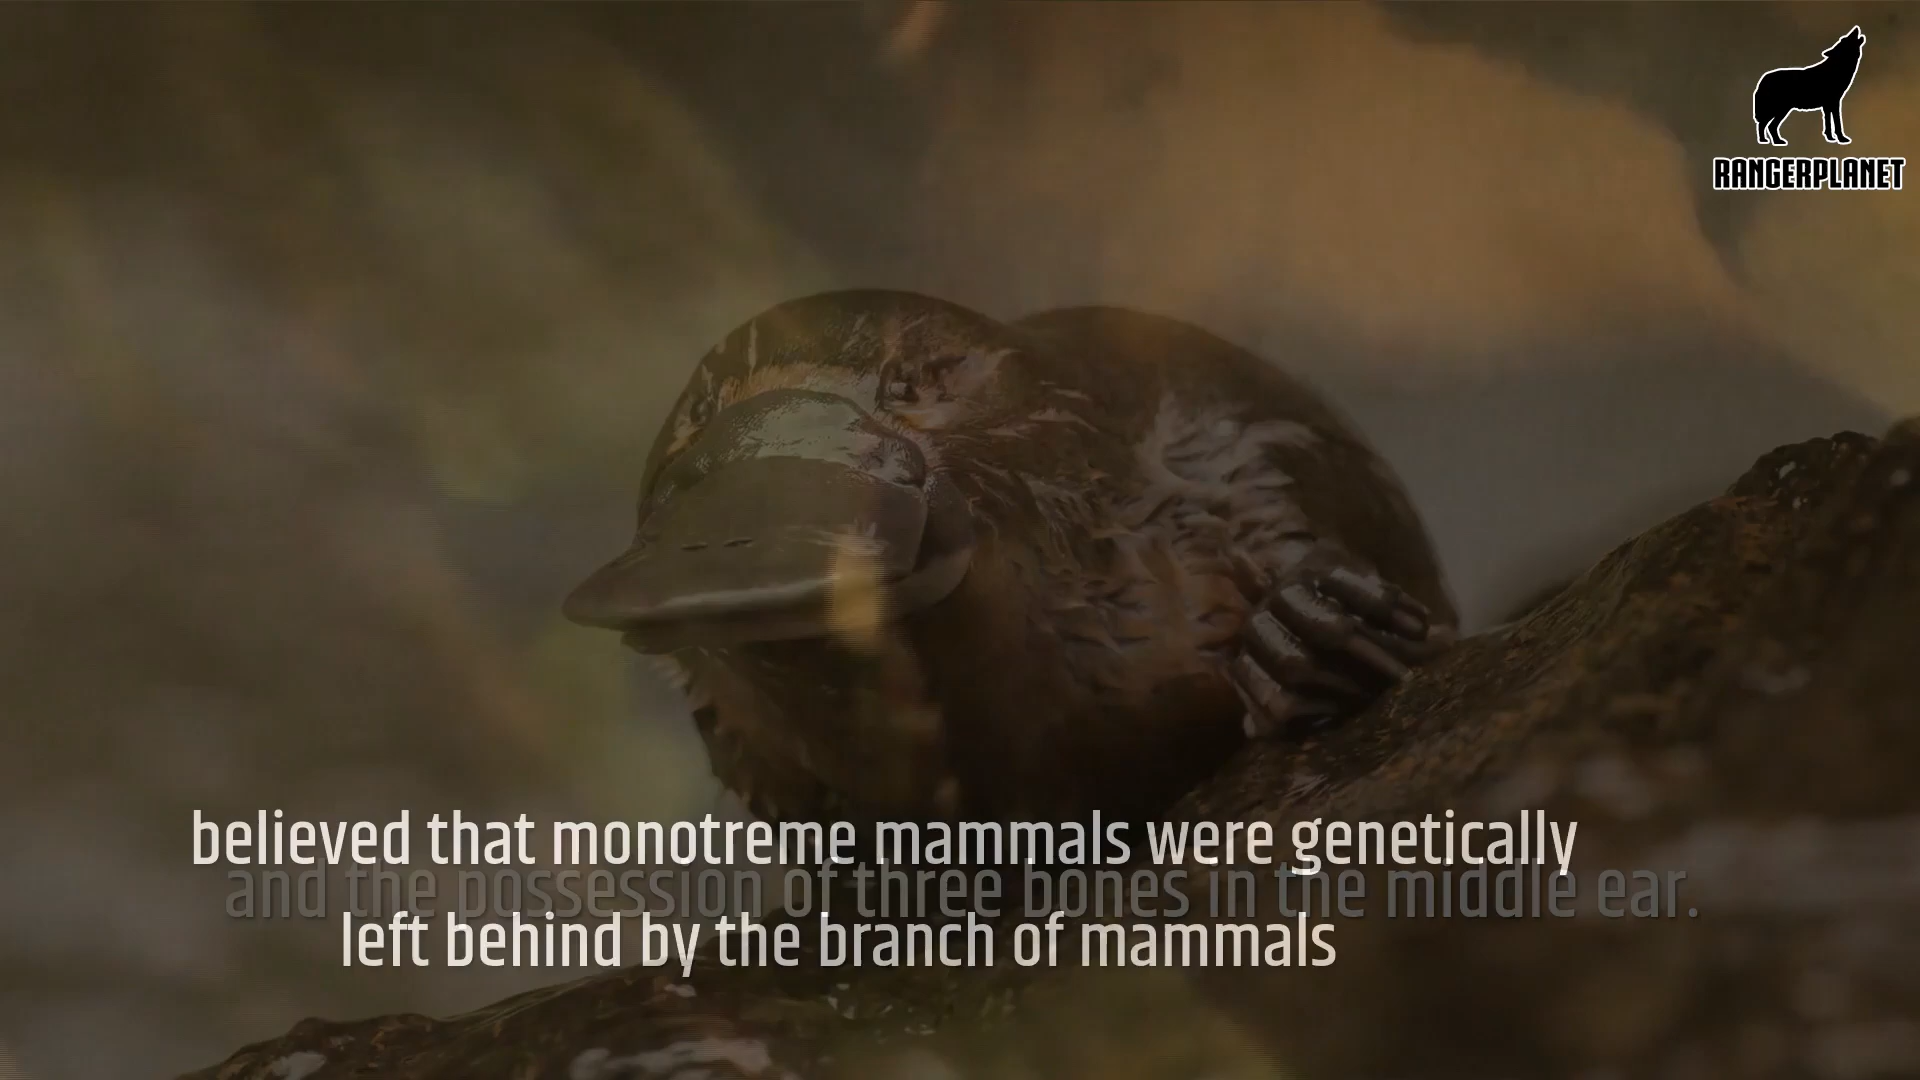 RANGERPLANET
believed that monotreme mammals were genetically
and the possession of three bones in the middle ear.
left behind by the branch of mammals